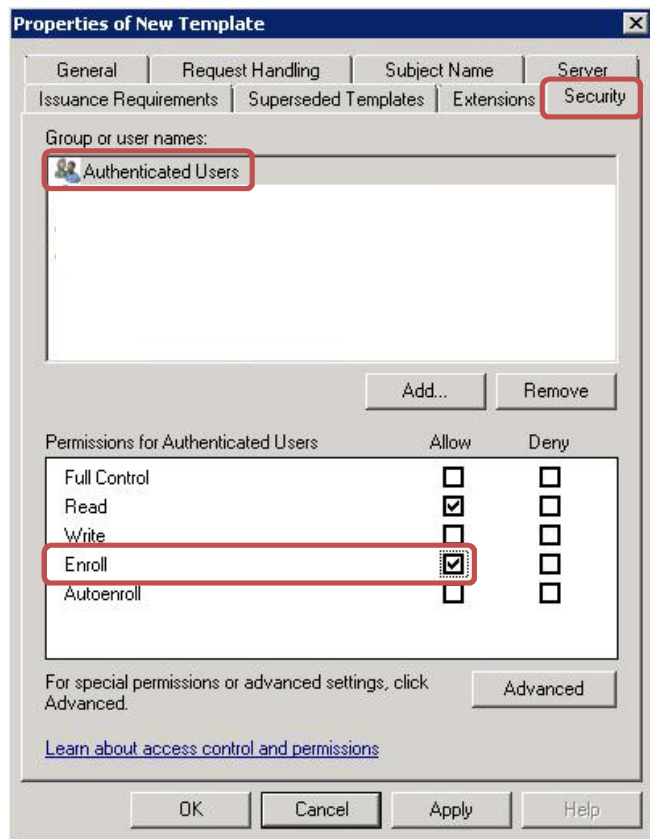 Properties of New Template
General Request Handling Subject Name Server
Issuance Requirements Superseded Templates Extensions Security
Group or user names:
Authenticated Users
Add... Remove
Permissions for Authenticated Users Allow Deny
Full Control
Read
Write
Enroll
Autoenroll
For special permissions or advanced settings, click
Advanced.
Advanced
Learn about access control and permissions
OK Cancel Apply Help